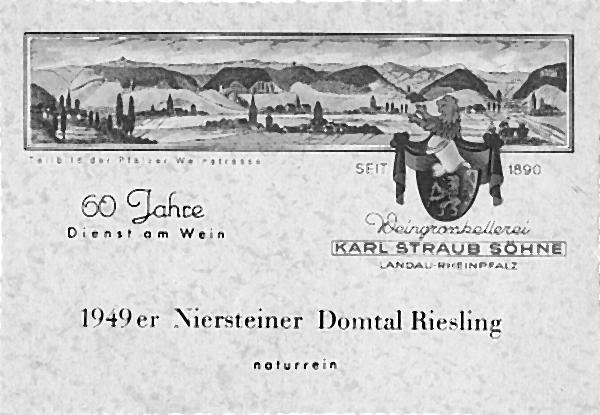 Teilbild der Pfälzer Weinstrasse
SEIT 1890
60 Jahre
Dienst am Wein
Weingroßkellerei
KARL STRAUB SÖHNE
LANDAU-RHEINPFALZ
1949er Niersteiner Domtal Riesling
naturrein